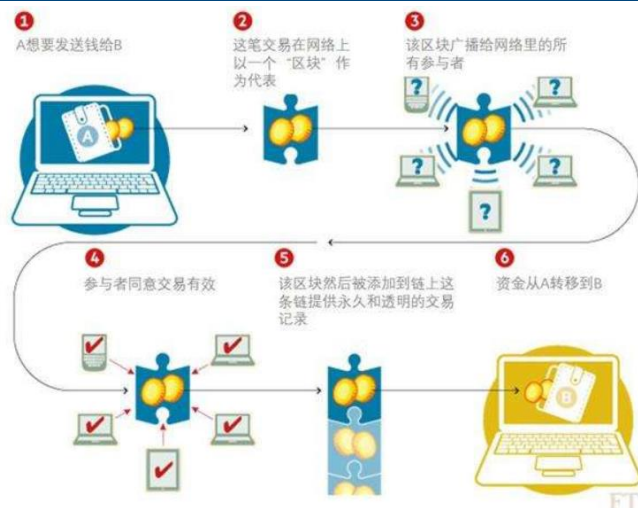 1
A想要发送钱给B
2
这笔交易在网络上
以一个“区块”作
为代表
3
该区块广播给网络里的所
有参与者
A
?
?
?
?
?
4
参与者同意交易有效
5
该区块然后被添加到链上这
条链提供永久和透明的交易
记录
6
资金从A转移到B
B
FT